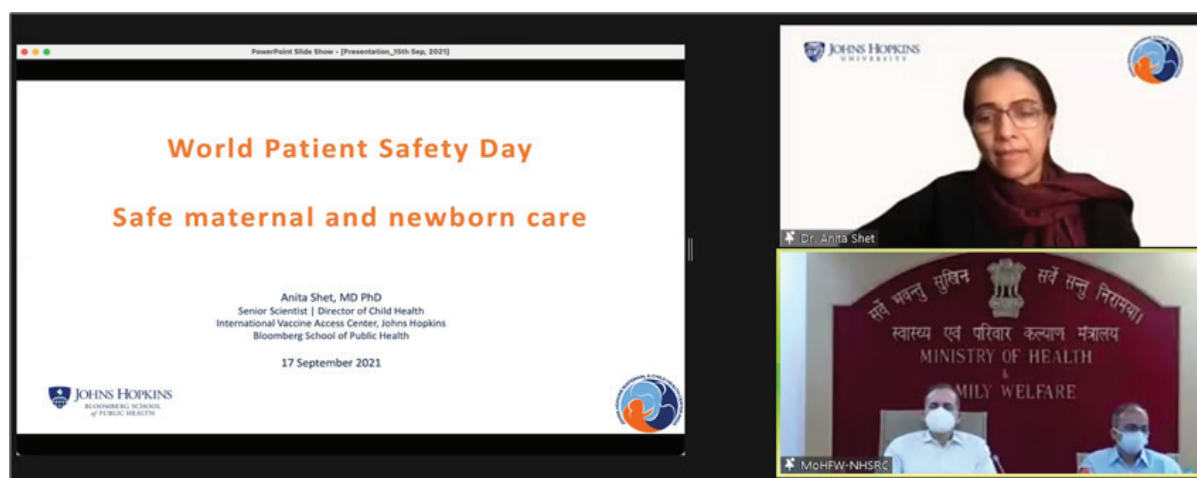 PowerPoint Slide Show - [Presentation_15th Sep, 2021]
World Patient Safety Day
Safe maternal and newborn care
Anita Shet, MD PhD
Senior Scientist | Director of Child Health
International Vaccine Access Center, Johns Hopkins
Bloomberg School of Public Health
17 September 2021
JOHNS HOPKINS
BLOOMBERG SCHOOL
of PUBLIC HEALTH
JOHNS HOPKINS
UNIVERSITY
Dr. Anita Shet
सर्वे भवन्तु सुखिनः सर्वे सन्तु निरामया।
स्वास्थ्य एवं परिवार कल्याण मंत्रालय
MINISTRY OF HEALTH
&
MILY WELFARE
MoHFW-NHSRC